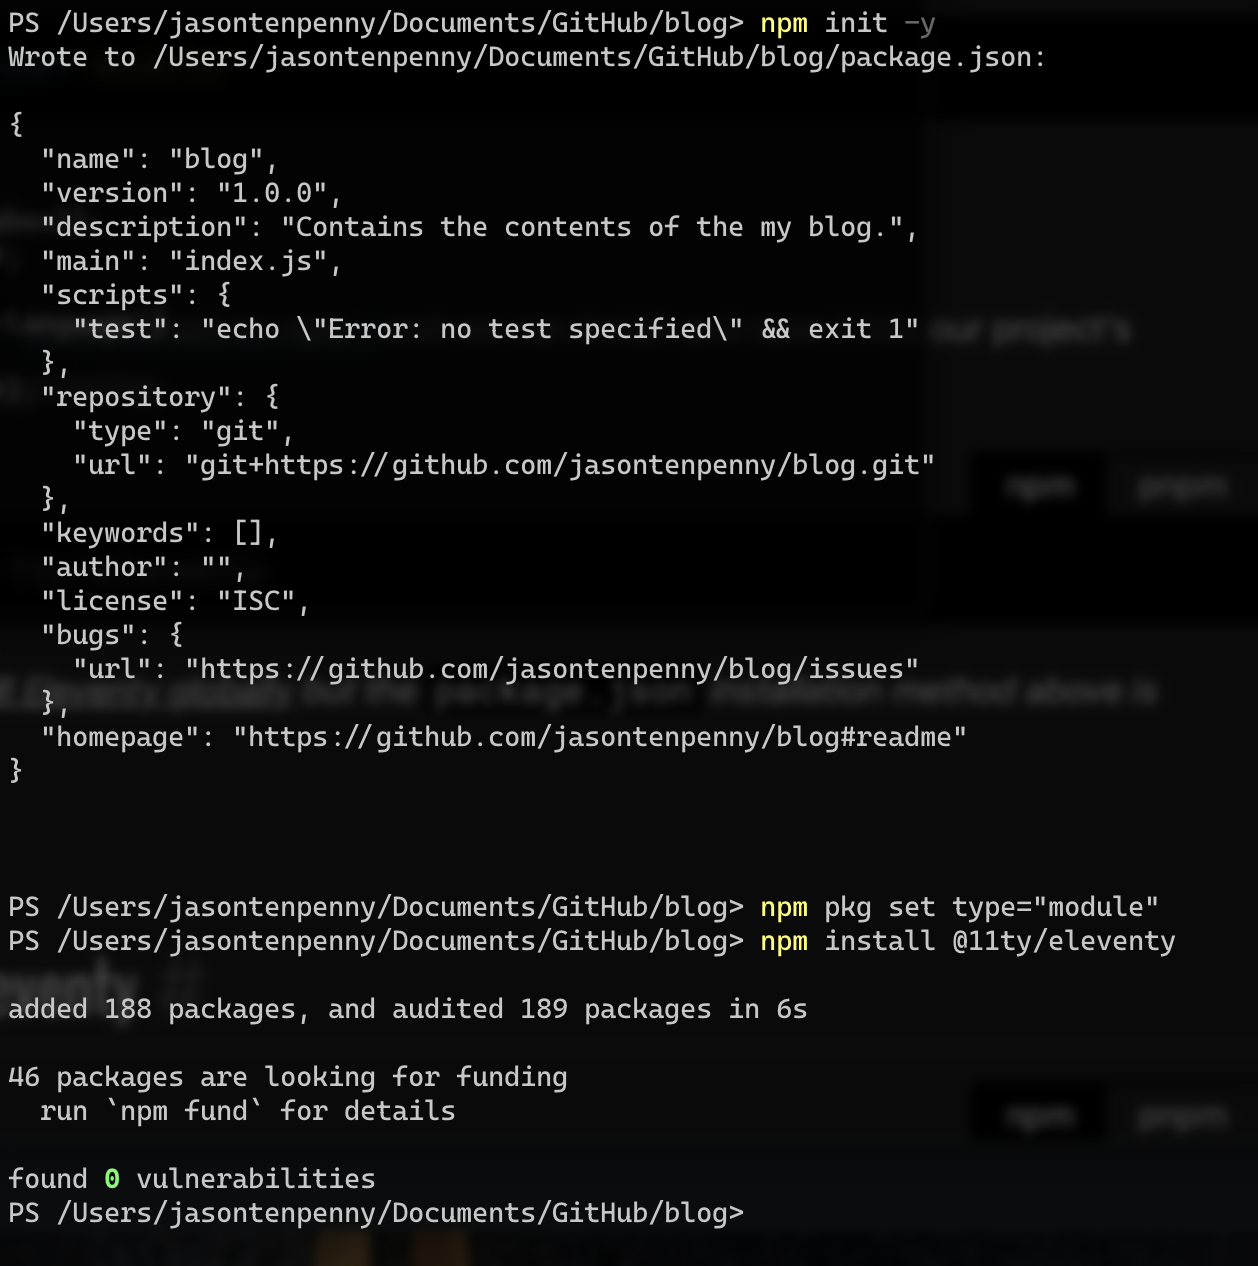 PS /Users/jasontenpenny/Documents/GitHub/blog> npm init -y
Wrote to /Users/jasontenpenny/Documents/GitHub/blog/package.json:
{
  "name": "blog",
  "version": "1.0.0",
  "description": "Contains the contents of the my blog.",
  "main": "index.js",
  "scripts": {
    "test": "echo \"Error: no test specified\" && exit 1"
  },
  "repository": {
    "type": "git",
    "url": "git+https://github.com/jasontenpenny/blog.git"
  },
  "keywords": [],
  "author": "",
  "license": "ISC",
  "bugs": {
    "url": "https://github.com/jasontenpenny/blog/issues"
  },
  "homepage": "https://github.com/jasontenpenny/blog#readme"
}
PS /Users/jasontenpenny/Documents/GitHub/blog> npm pkg set type="module"
PS /Users/jasontenpenny/Documents/GitHub/blog> npm install @11ty/eleventy
added 188 packages, and audited 189 packages in 6s
46 packages are looking for funding
  run `npm fund` for details
found 0 vulnerabilities
PS /Users/jasontenpenny/Documents/GitHub/blog>